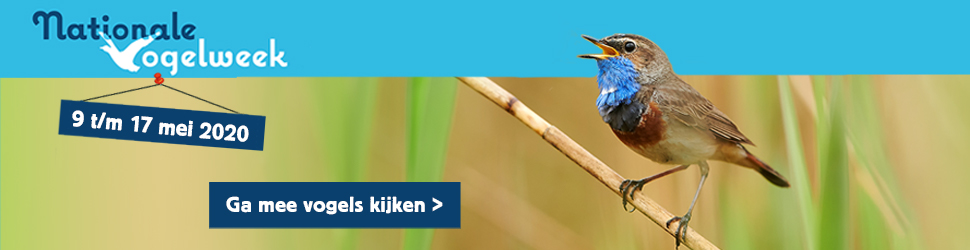 Nationale
Vogelweek
9 t/m 17 mei 2020
Ga mee vogels kijken >